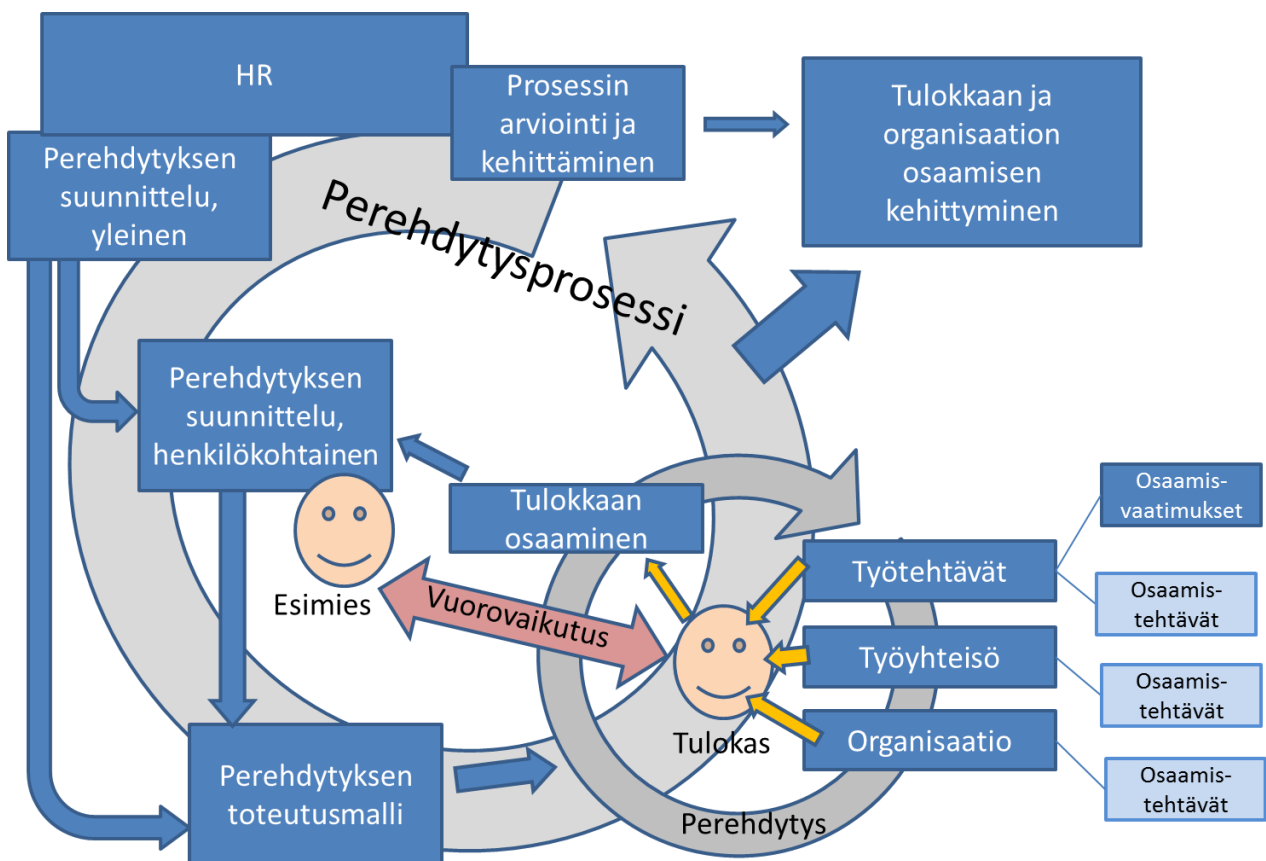 HR
Prosessin
arviointi ja
kehittäminen
Tulokkaan ja
organisaation
osaamisen
kehittyminen
Perehdytyksen
suunnittelu,
yleinen
Perehdytysprosessi
Perehdytyksen
suunnittelu,
henkilökohtainen
Tulokkaan
osaaminen
Esimies
Vuorovaikutus
Tulokas
Työtehtävät
Työyhteisö
Organisaatio
Osaamis-
vaatimukset
Osaamis-
tehtävät
Osaamis-
tehtävät
Osaamis-
tehtävät
Perehdytyksen
toteutusmalli
Perehdytys